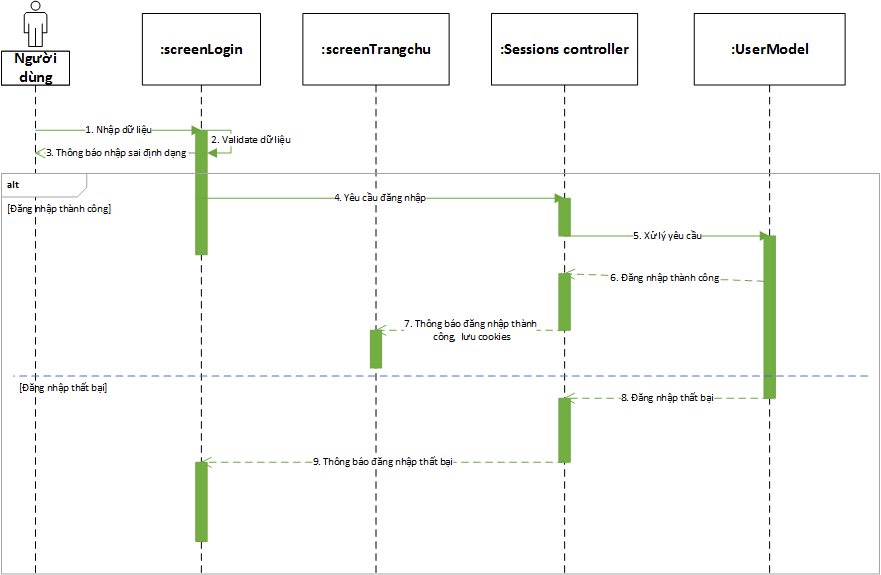 Người
dùng
:screenLogin
:screenTrangchu
:Sessions controller
:UserModel
1. Nhập dữ liệu
2. Validate dữ liệu
3. Thông báo nhập sai định dạng
alt
[Đăng nhập thành công]
4. Yêu cầu đăng nhập
5. Xử lý yêu cầu
6. Đăng nhập thành công
7. Thông báo đăng nhập thành
công, lưu cookies
[Đăng nhập thất bại]
8. Đăng nhập thất bại
9. Thông báo đăng nhập thất bại